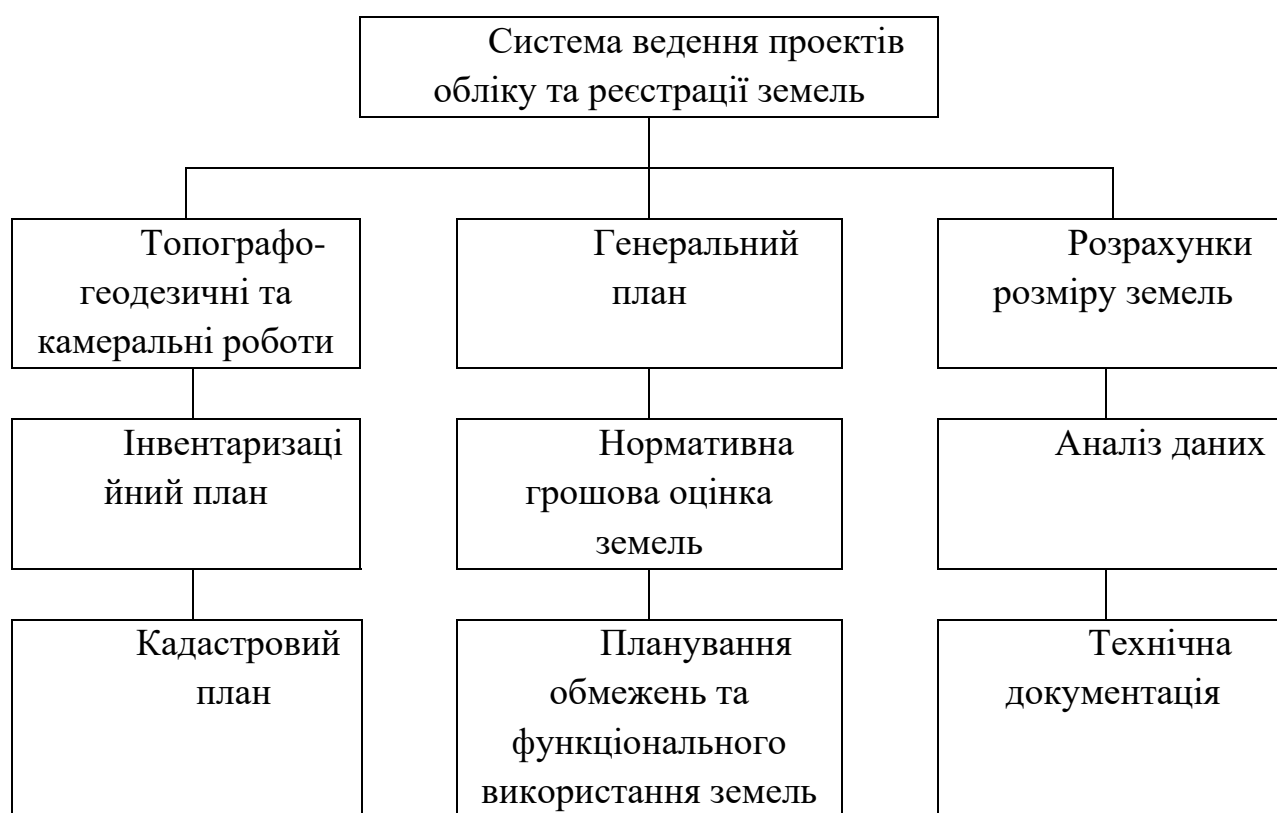 Система ведення проектів
обліку та реєстрації земель
Топографо-
геодезичні та
камеральні роботи
Генеральний
план
Розрахунки
розміру земель
Інвентаризаці
йний план
Нормативна
грошова оцінка
земель
Аналіз даних
Кадастровий
план
Планування
обмежень та
функціонального
використання земель
Технічна
документація